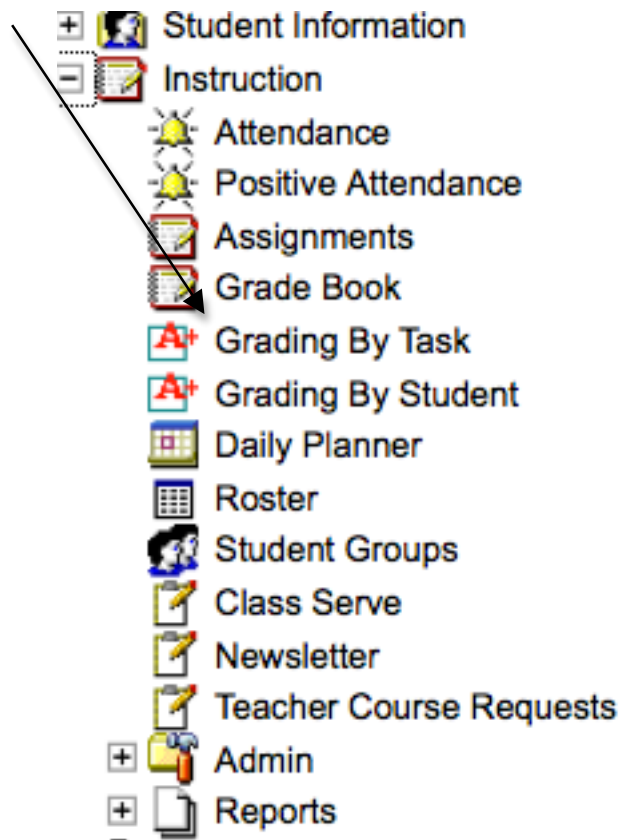 Student Information
Instruction
Attendance
Positive Attendance
Assignments
Grade Book
A+ Grading By Task
A+ Grading By Student
Daily Planner
Roster
Student Groups
Class Serve
Newsletter
Teacher Course Requests
Admin
Reports